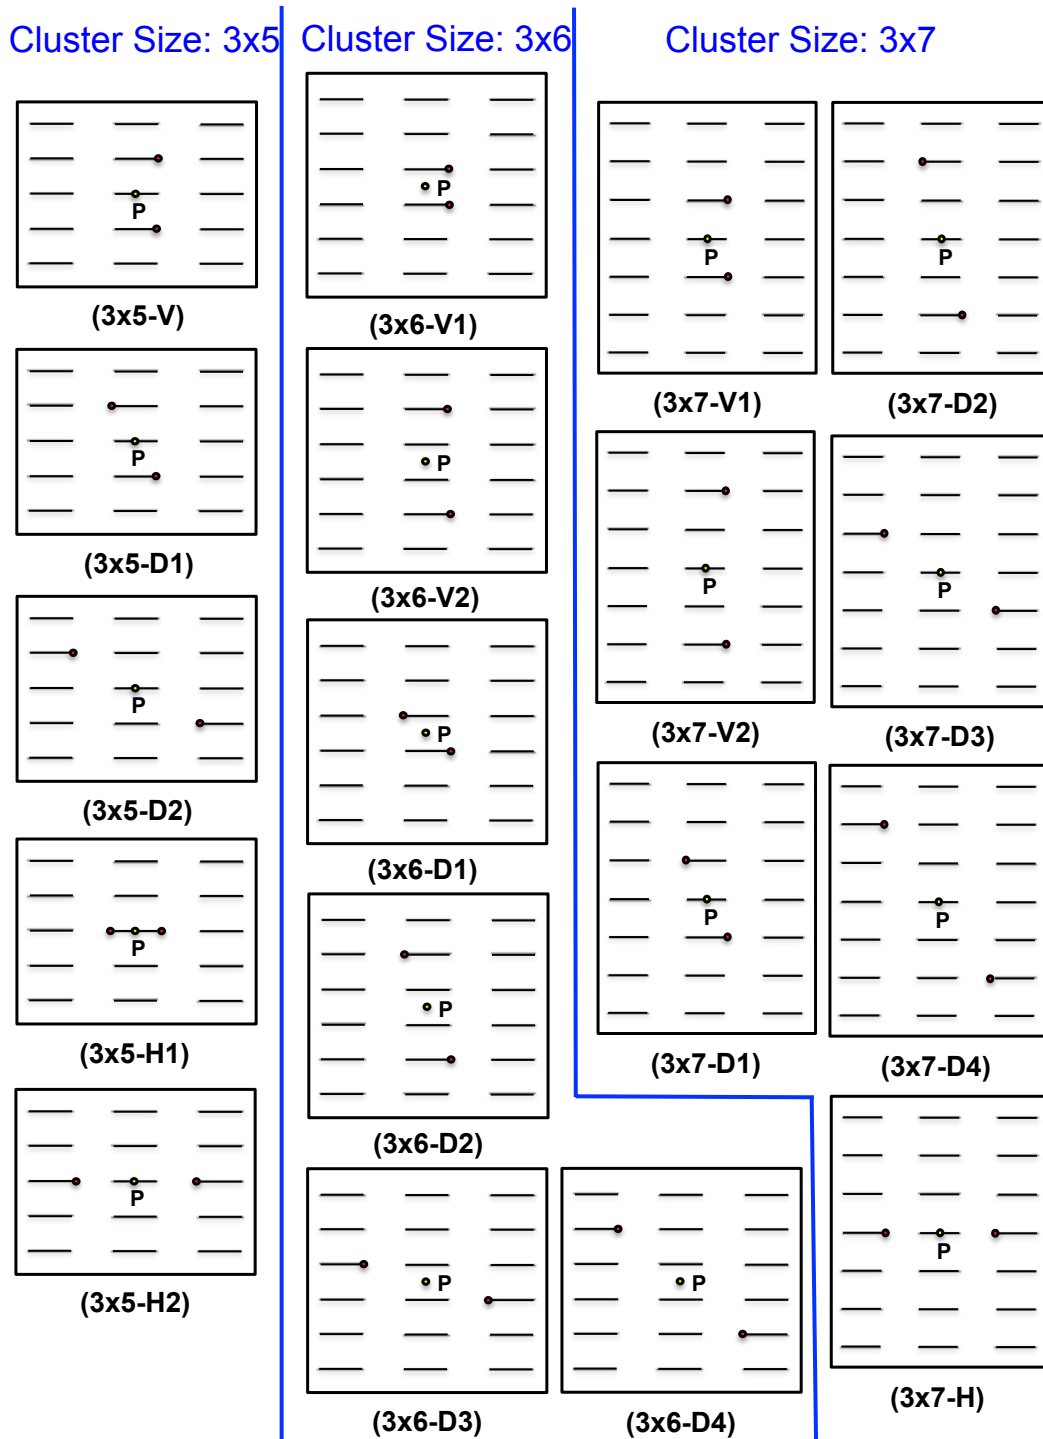 Cluster Size: 3x5
P
(3x5-V)
P
(3x5-D1)
P
(3x5-D2)
P
(3x5-H1)
P
(3x5-H2)
Cluster Size: 3x6
P
(3x6-V1)
P
(3x6-V2)
P
(3x6-D1)
P
(3x6-D2)
P
(3x6-D3)
P
(3x6-D4)
Cluster Size: 3x7
P
(3x7-V1)
P
(3x7-V2)
P
(3x7-D1)
P
(3x7-D2)
P
(3x7-D3)
P
(3x7-D4)
P
(3x7-H)